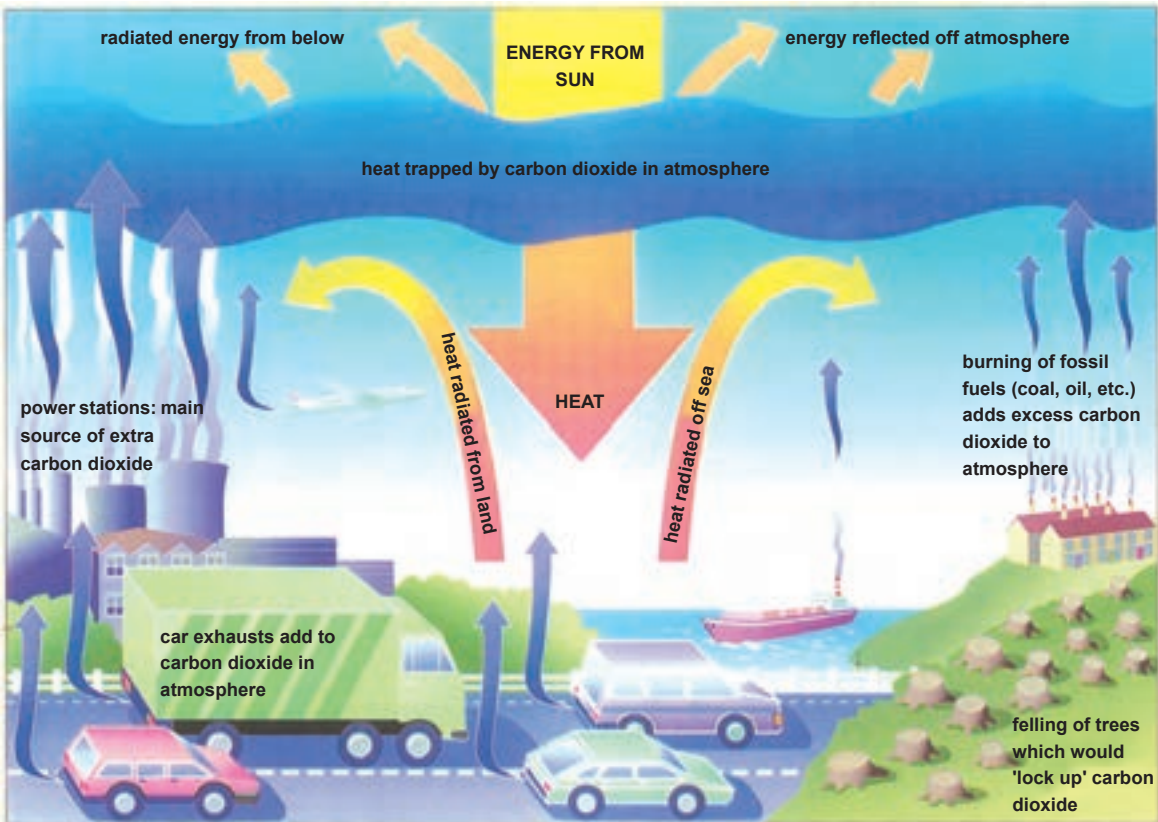 radiated energy from below
ENERGY FROM
SUN
energy reflected off atmosphere
heat trapped by carbon dioxide in atmosphere
power stations: main
source of extra
carbon dioxide
heat radiated from land
HEAT
heat radiated off sea
burning of fossil
fuels (coal, oil, etc.)
adds excess carbon
dioxide to
atmosphere
car exhausts add to
carbon dioxide in
atmosphere
felling of trees
which would
'lock up' carbon
dioxide